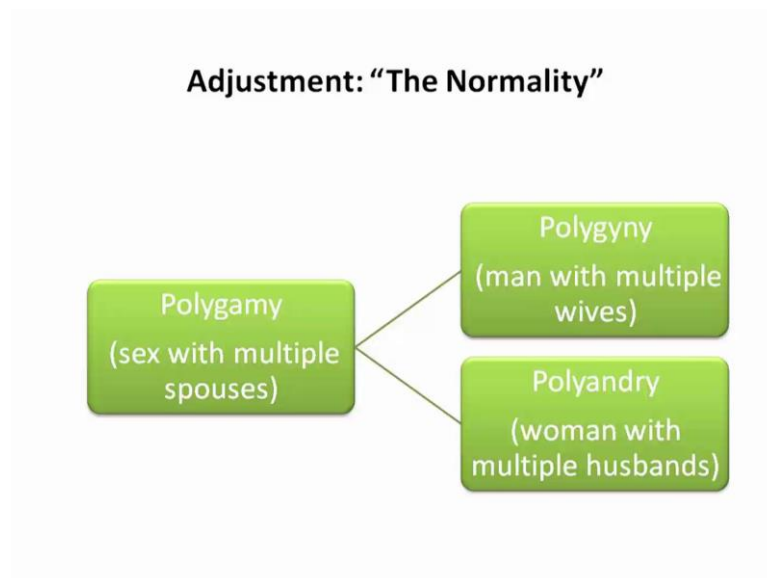 Adjustment: “The Normality”
Polygamy
(sex with multiple
spouses)
Polygyny
(man with multiple
wives)
Polyandry
(woman with
multiple husbands)